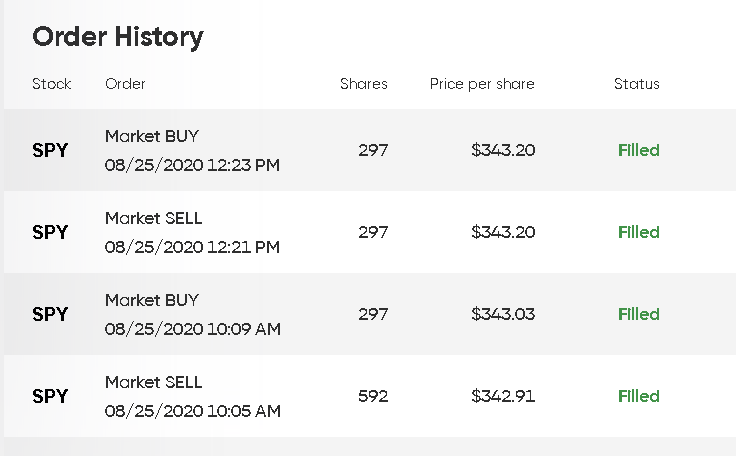 Order History
Stock Order Shares Price per share Status
Market BUY
SPY 297 $343.20 Filled
08/25/2020 12:23 PM
Market SELL
SPY 297 $343.20 Filled
08/25/2020 12:21 PM
Market BUY
SPY 297 $343.03 Filled
08/25/2020 10:09 AM
Market SELL
SPY 592 $342.91 Filled
08/25/2020 10:05 AM